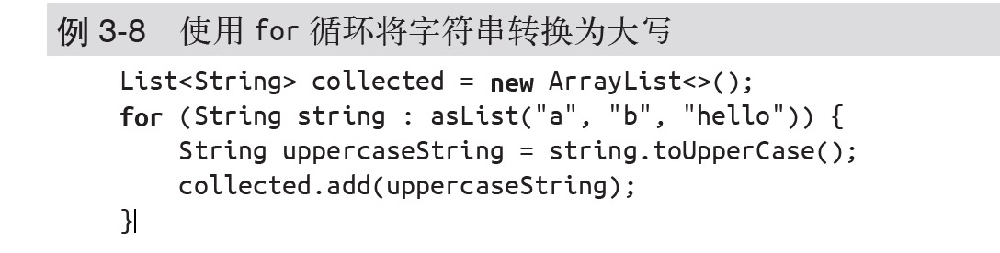 例 3-8　使用 for 循环将字符串转换为大写
List<String> collected = new ArrayList<>();
for (String string : asList("a", "b", "hello")) {
    String uppercaseString = string.toUpperCase();
    collected.add(uppercaseString);
}